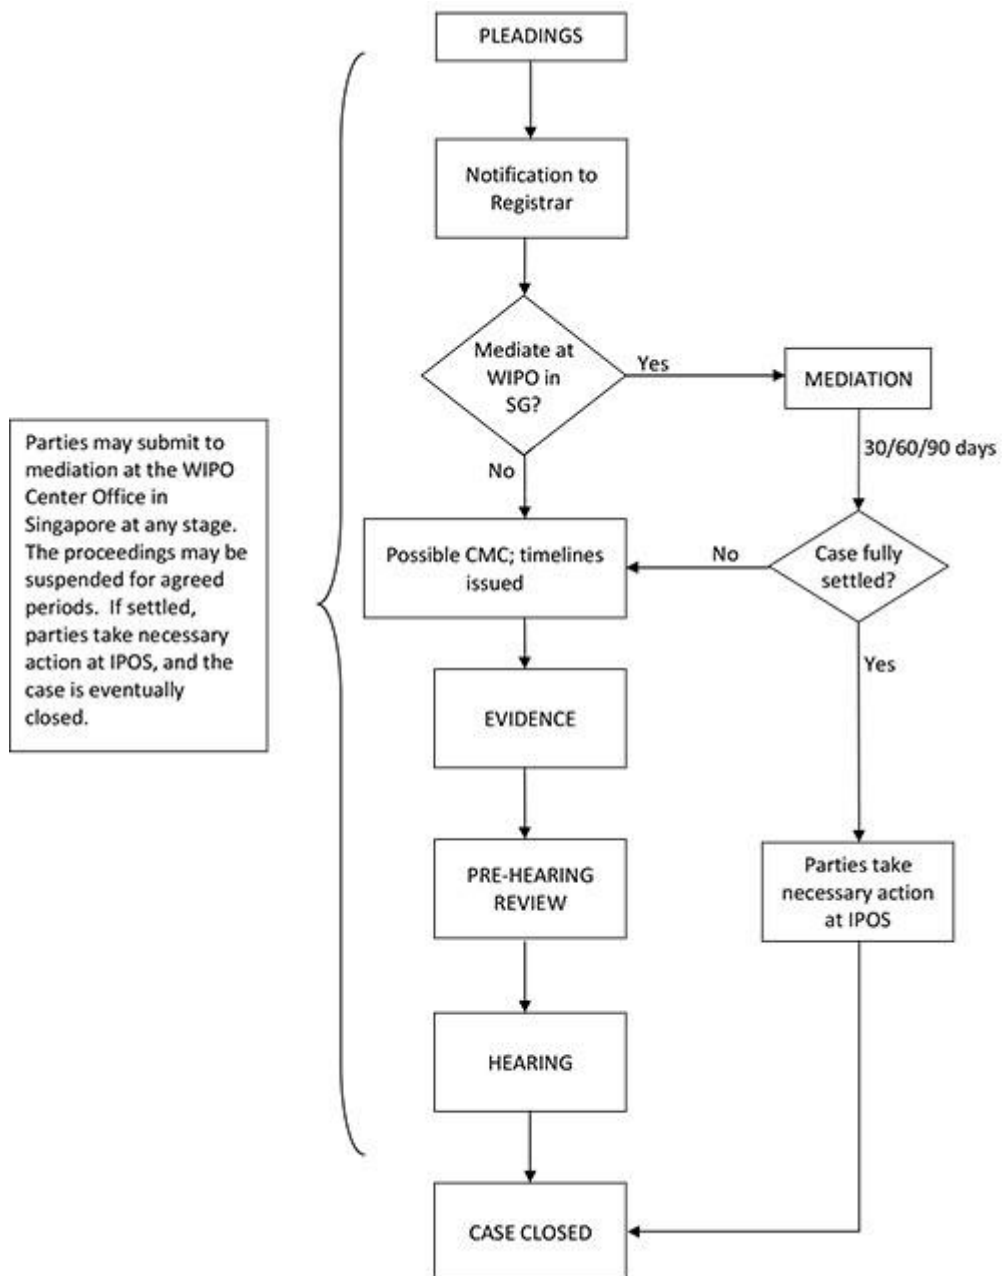 PLEADINGS
Notification to
Registrar
Mediate at
WIPO in
SG?
Yes
MEDIATION
30/60/90 days
No
Possible CMC; timelines
issued
No
Case fully
settled?
Yes
Parties may submit to
mediation at the WIPO
Center Office in
Singapore at any stage.
The proceedings may be
suspended for agreed
periods.  If settled,
parties take necessary
action at IPOS, and the
case is eventually
closed.
EVIDENCE
PRE-HEARING
REVIEW
Parties take
necessary action
at IPOS
HEARING
CASE CLOSED